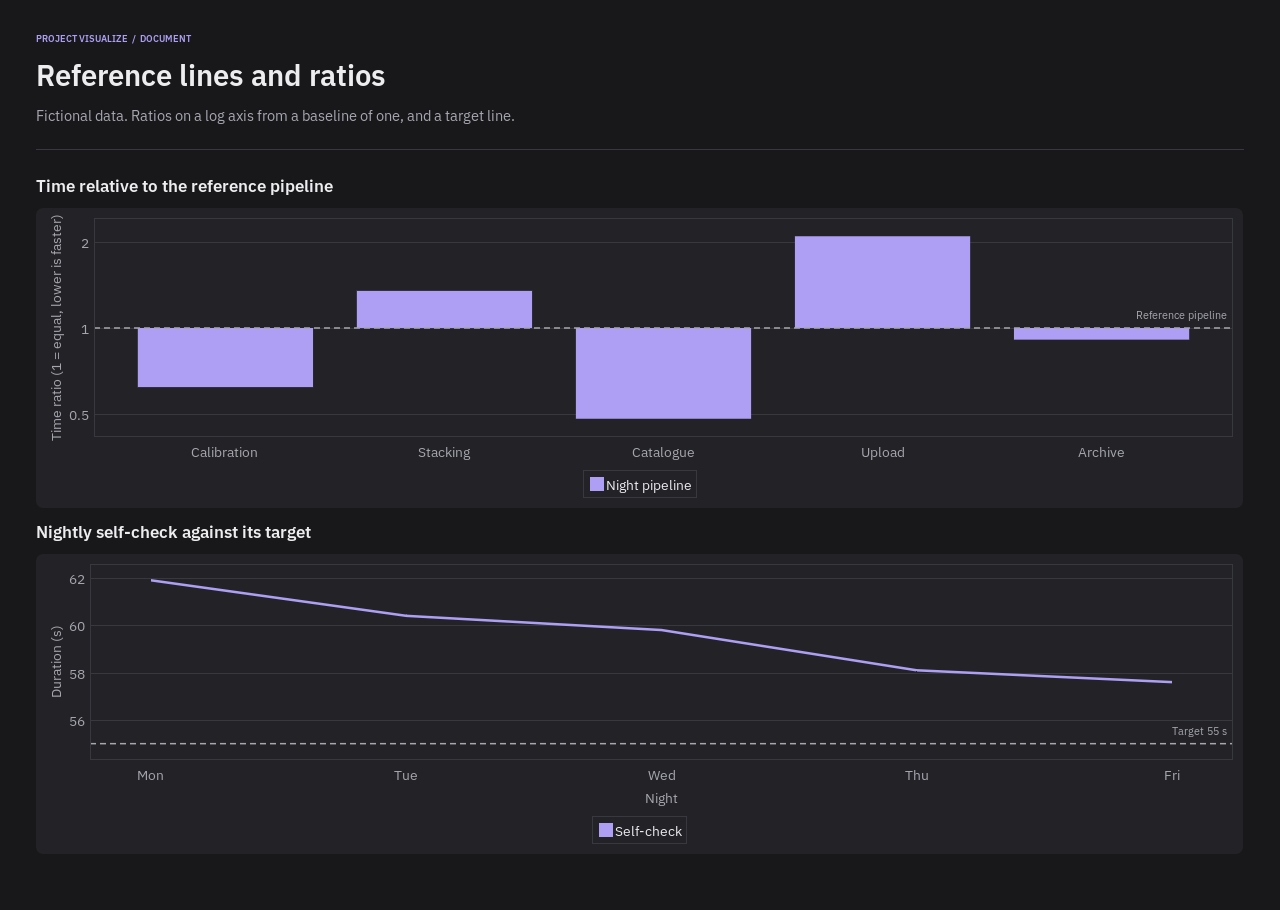 PROJECTVISUALIZE / DOCUMENT
Reference lines and ratios
Fictional data. Ratios on a log axis from a baseline of one, and a target line.
Time relative to the reference pipeline
Time ratio (1 = equal, lower is faster)
2
1
0.5
Reference pipeline
Calibration
Stacking
Catalogue
Upload
Archive
Night pipeline
Nightly self-check against its target
Duration (s)
62
60
58
56
Target 55 s
Mon
Tue
Wed
Thu
Fri
Night
Self-check